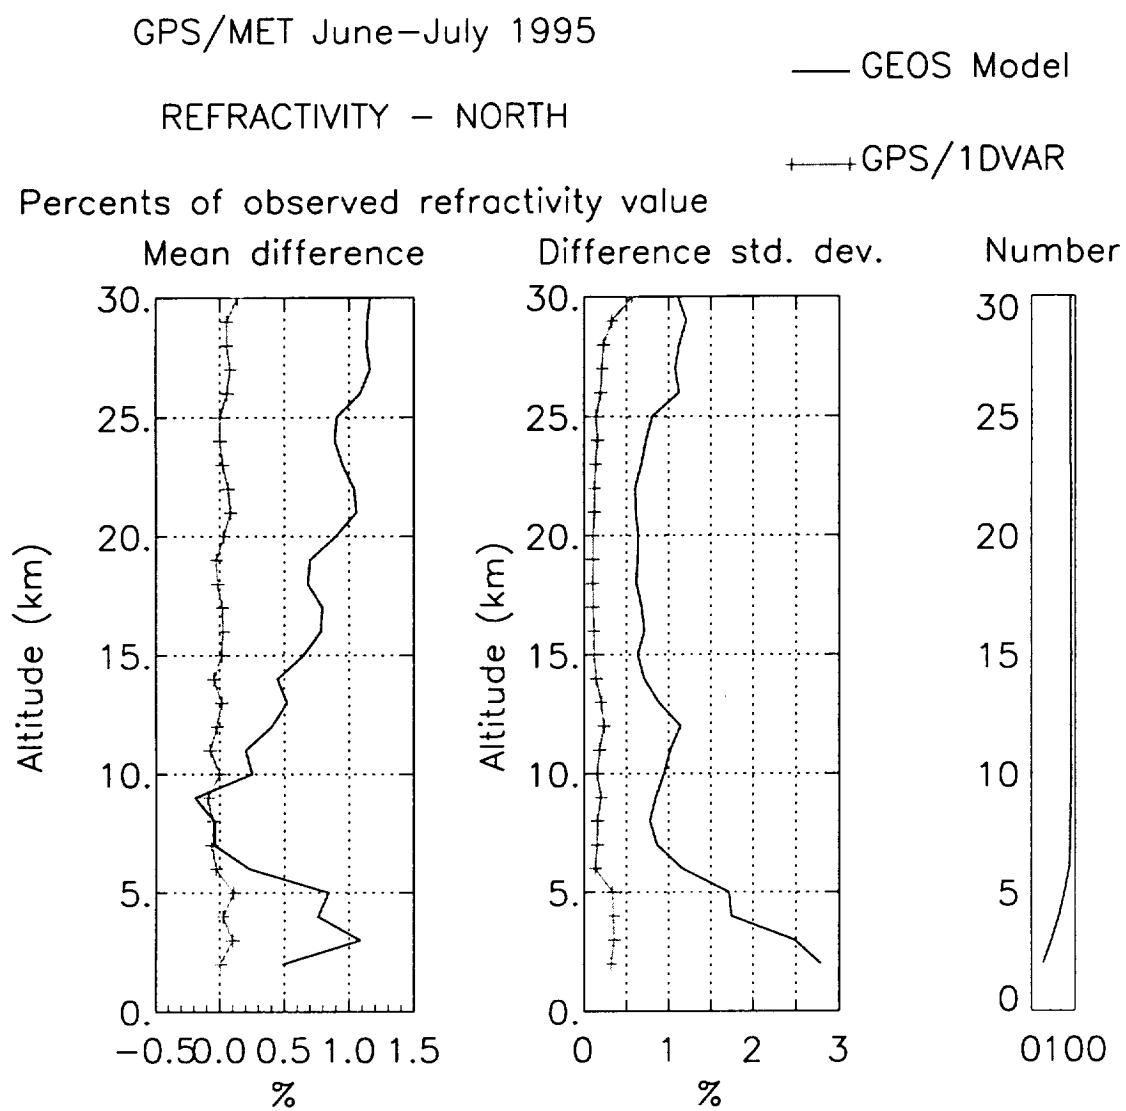 GPS/MET June-July 1995
REFRACTIVITY - NORTH
GEOS Model
GPS/1DVAR
Percents of observed refractivity value
Mean difference
Difference std. dev.
Number
Altitude (km)
30.
25.
20.
15.
10.
5.
0.
-0.5 0.0 0.5 1.0 1.5
%
Altitude (km)
30.
25.
20.
15.
10.
5.
0.
0 1 2 3
%
30
25
20
15
10
5
0
0100